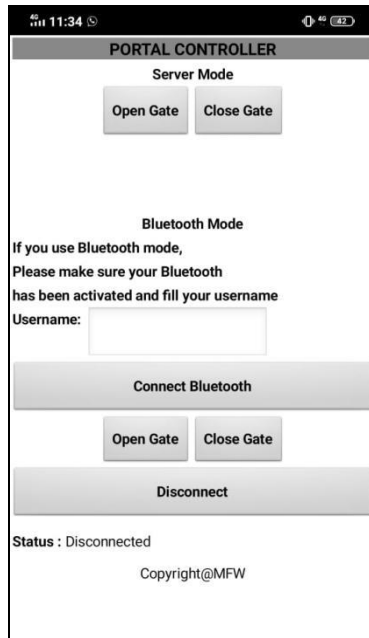 4G 11:34 4G 42
PORTAL CONTROLLER
Server Mode
Open Gate Close Gate
Bluetooth Mode
If you use Bluetooth mode,
Please make sure your Bluetooth
has been activated and fill your username
Username:
Connect Bluetooth
Open Gate Close Gate
Disconnect
Status : Disconnected
Copyright@MFW